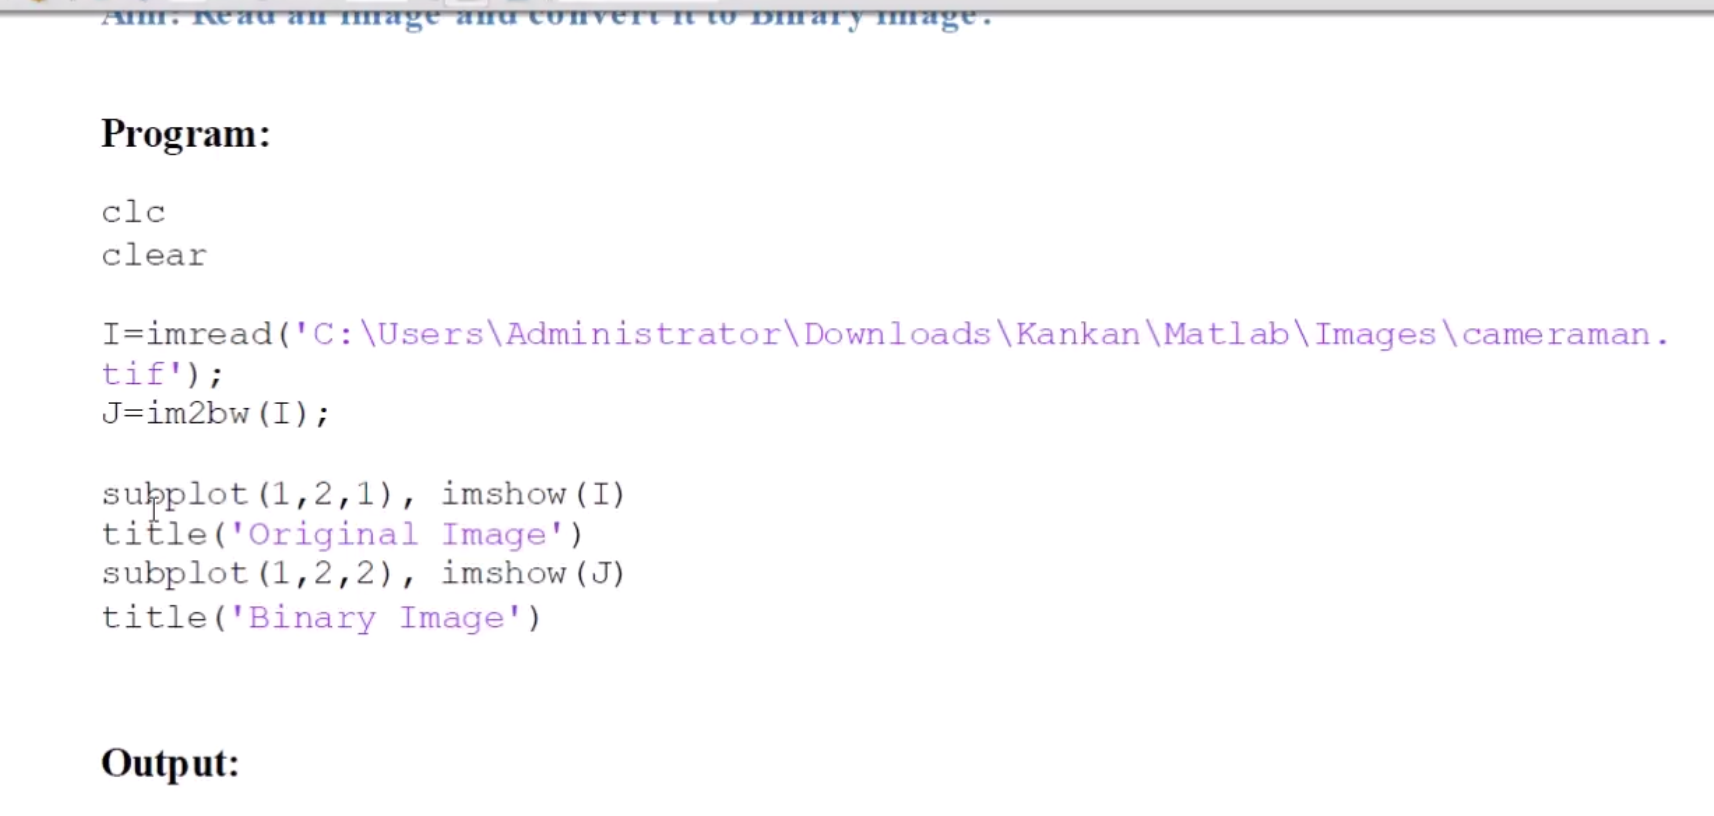 Aim: Read an Image and convert it to Binary Image.
Program:
clc
clear
I=imread('C:\Users\Administrator\Downloads\Kankan\Matlab\Images\cameraman.
tif');
J=im2bw(I);
subplot(1,2,1), imshow(I)
title('Original Image')
subplot(1,2,2), imshow(J)
title('Binary Image')
Output: